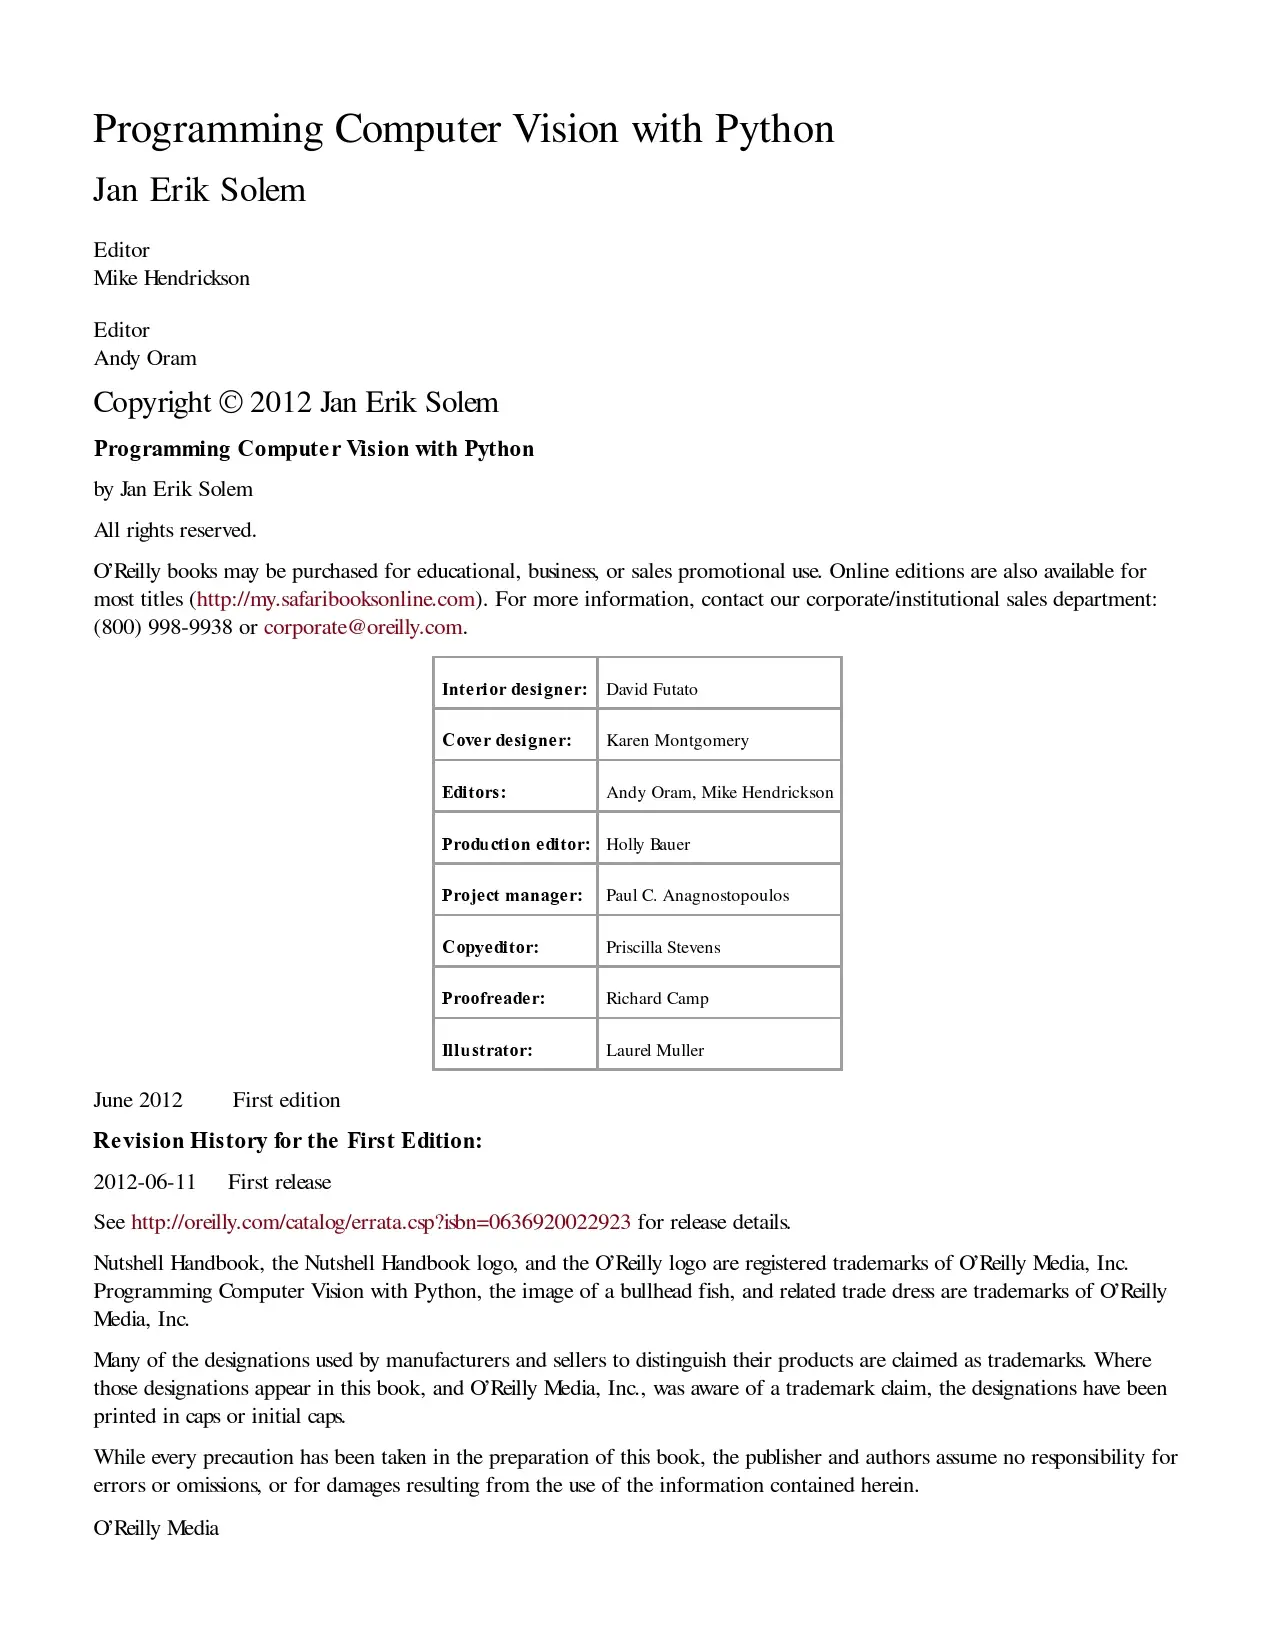 Programming Computer Vision with Python
Jan Erik Solem
Editor
Mike Hendrickson
Editor
Andy Oram
Copyright © 2012 Jan Erik Solem
Programming Computer Vision with Python
by Jan Erik Solem
All rights reserved.
O’Reilly books may be purchased for educational, business, or sales promotional use. Online editions are also available for
most titles (http://my.safaribooksonline.com). For more information, contact our corporate/institutional sales department:
(800) 998-9938 or corporate@oreilly.com.
Interior designer: David Futato
Cover designer: Karen Montgomery
Editors: Andy Oram, Mike Hendrickson
Production editor: Holly Bauer
Project manager: Paul C. Anagnostopoulos
Copyeditor: Priscilla Stevens
Proofreader: Richard Camp
Illustrator: Laurel Muller
June 2012 First edition
Revision History for the First Edition:
2012-06-11 First release
See http://oreilly.com/catalog/errata.csp?isbn=0636920022923 for release details.
Nutshell Handbook, the Nutshell Handbook logo, and the O’Reilly logo are registered trademarks of O’Reilly Media, Inc.
Programming Computer Vision with Python, the image of a bullhead fish, and related trade dress are trademarks of O’Reilly
Media, Inc.
Many of the designations used by manufacturers and sellers to distinguish their products are claimed as trademarks. Where
those designations appear in this book, and O’Reilly Media, Inc., was aware of a trademark claim, the designations have been
printed in caps or initial caps.
While every precaution has been taken in the preparation of this book, the publisher and authors assume no responsibility for
errors or omissions, or for damages resulting from the use of the information contained herein.
O’Reilly Media